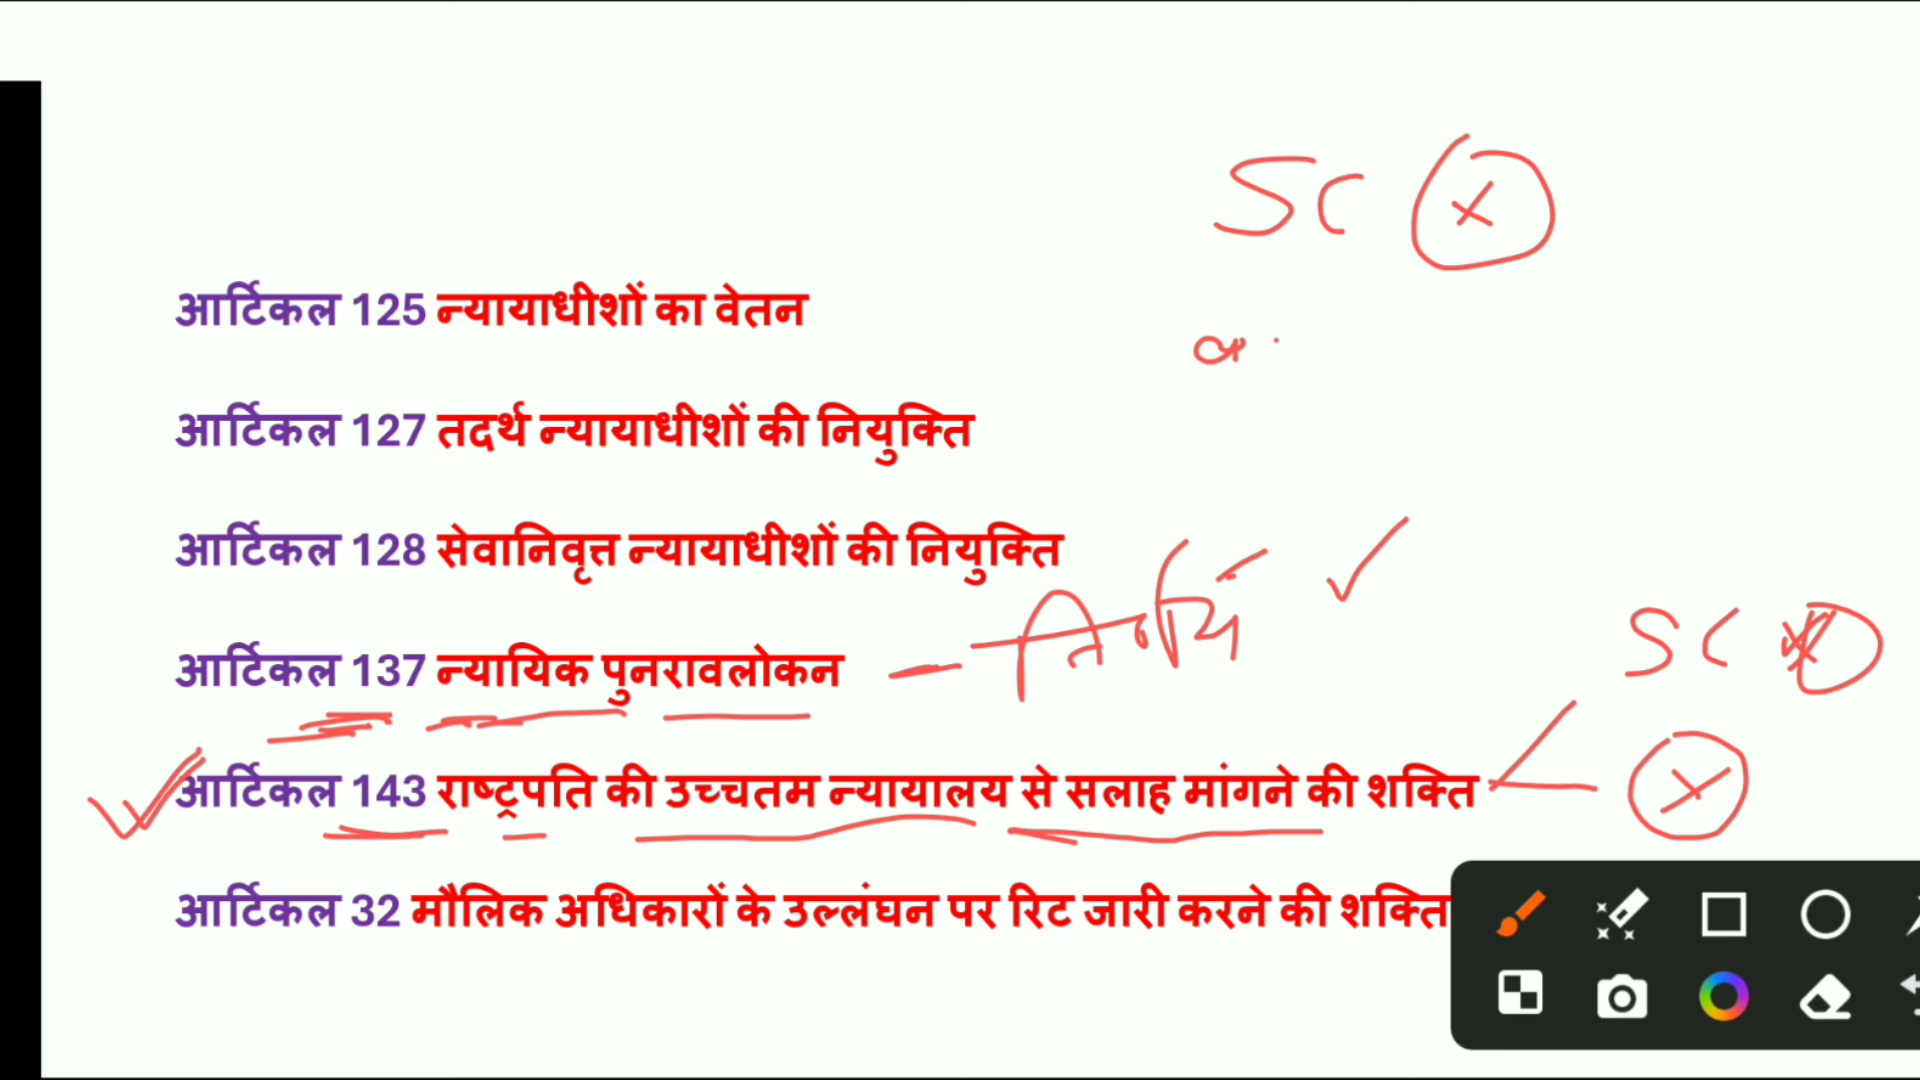 SC
आर्टिकल 125 न्यायाधीशों का वेतन
आर्टिकल 127 तदर्थ न्यायाधीशों की नियुक्ति
आर्टिकल 128 सेवानिवृत्त न्यायाधीशों की नियुक्ति
आर्टिकल 137 न्यायिक पुनरावलोकन
SC
आर्टिकल 143 राष्ट्रपति की उच्चतम न्यायालय से सलाह मांगने की शक्ति
आर्टिकल 32 मौलिक अधिकारों के उल्लंघन पर रिट जारी करने की शक्ति